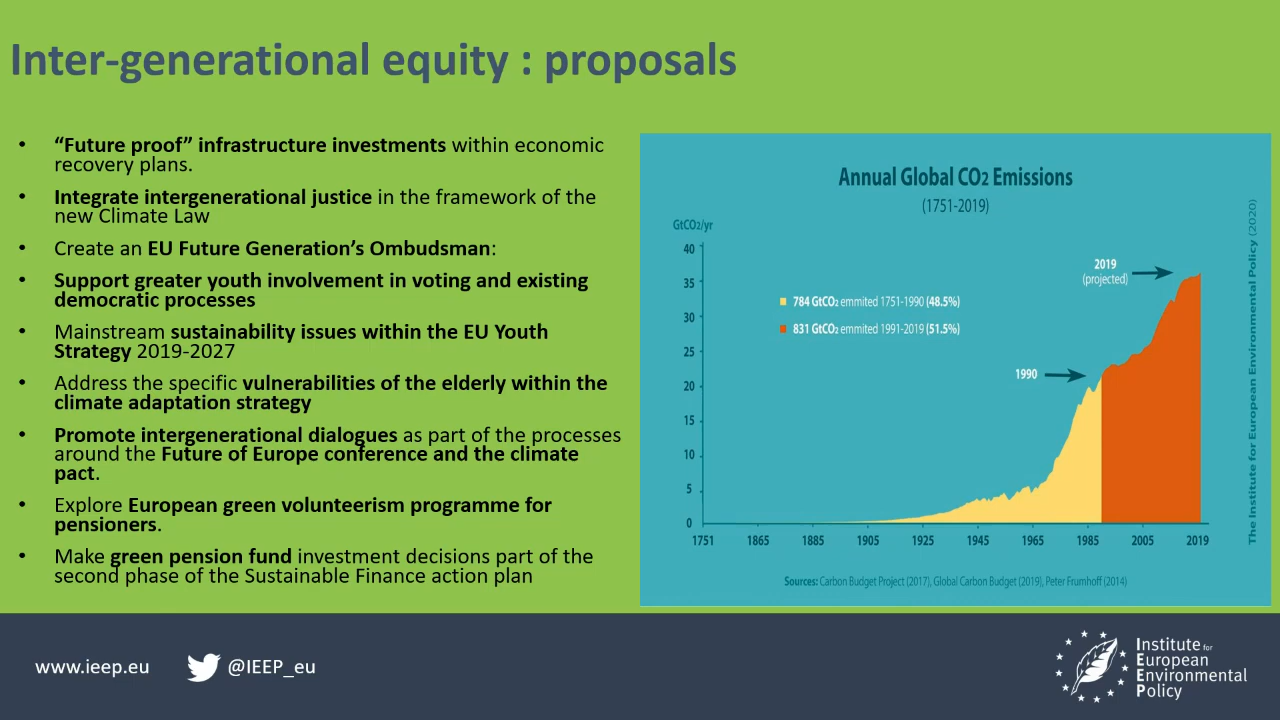 Inter-generational equity : proposals
• “Future proof” infrastructure investments within economic
recovery plans.
• Integrate intergenerational justice in the framework of the
new Climate Law
• Create an EU Future Generation’s Ombudsman:
• Support greater youth involvement in voting and existing
democratic processes
• Mainstream sustainability issues within the EU Youth
Strategy 2019-2027
• Address the specific vulnerabilities of the elderly within the
climate adaptation strategy
• Promote intergenerational dialogues as part of the processes
around the Future of Europe conference and the climate
pact.
• Explore European green volunteerism programme for
pensioners.
• Make green pension fund investment decisions part of the
second phase of the Sustainable Finance action plan
Annual Global CO2 Emissions
(1751-2019)
GtCO2/yr
40
35
30
25
20
15
10
5
0
2019
(projected)
784 GtCO2 emmited 1751-1990 (48.5%)
831 GtCO2 emmited 1991-2019 (51.5%)
1990
1751 1865 1885 1905 1925 1945 1965 1985 2005 2019
Sources: Carbon Budget Project (2017), Global Carbon Budget (2019), Peter Frumhoff (2014)
The Institute for European Environmental Policy (2020)
www.ieep.eu
@IEEP_eu
Institute for
European
Environmental
Policy